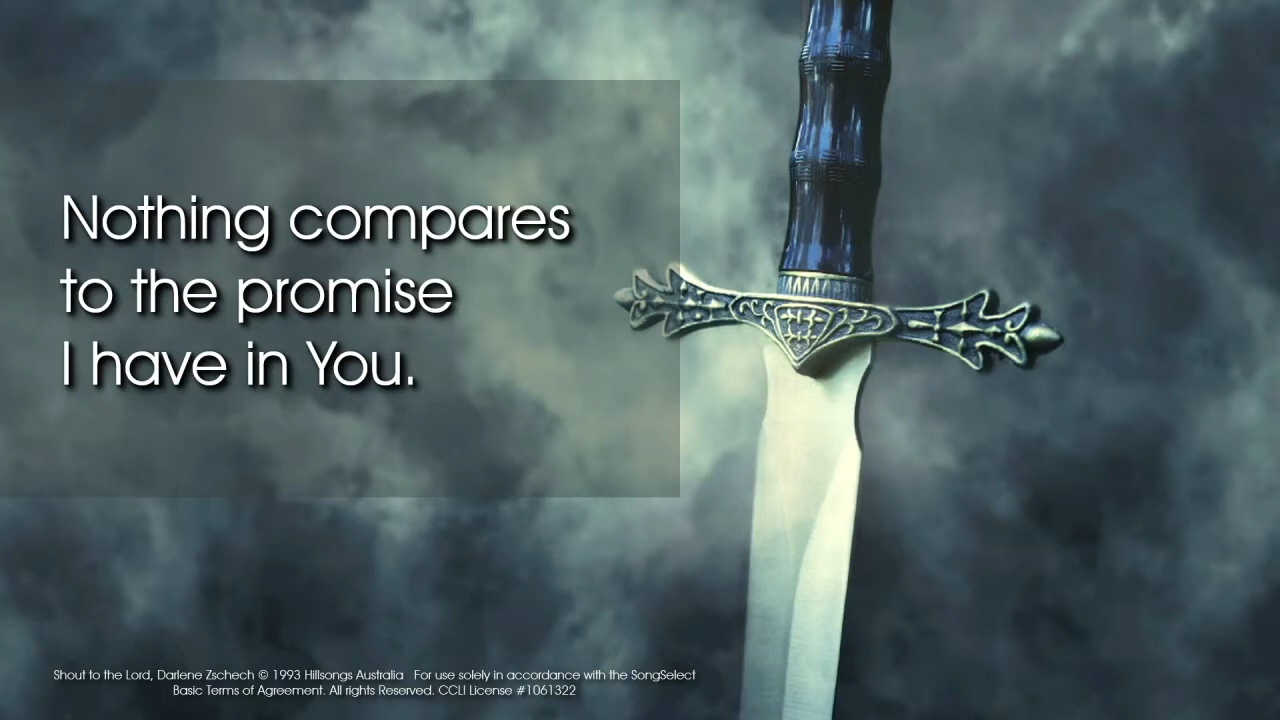 Nothing compares
to the promise
I have in You.
Shout to the Lord, Darlene Zschech © 1993 Hillsongs Australia   For use solely in accordance with the SongSelect
Basic Terms of Agreement. All rights Reserved. CCLI License #1061322